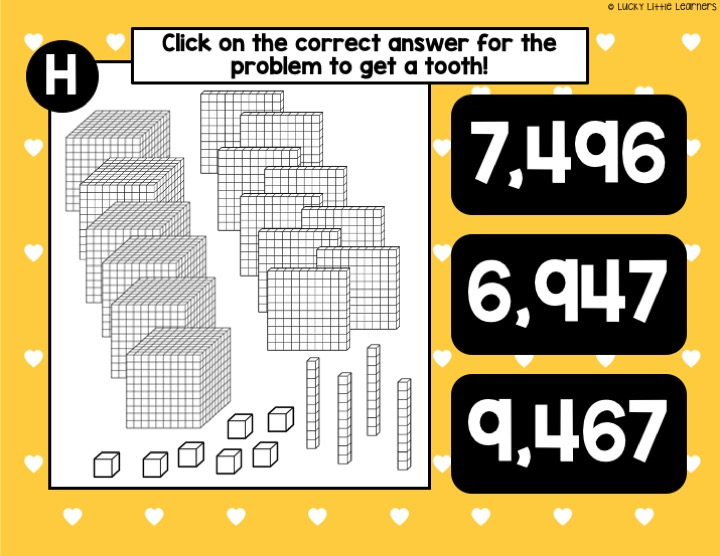 © Lucky Little Learners
Click on the correct answer for the
problem to get a tooth!
H
7,496
6,947
9,467